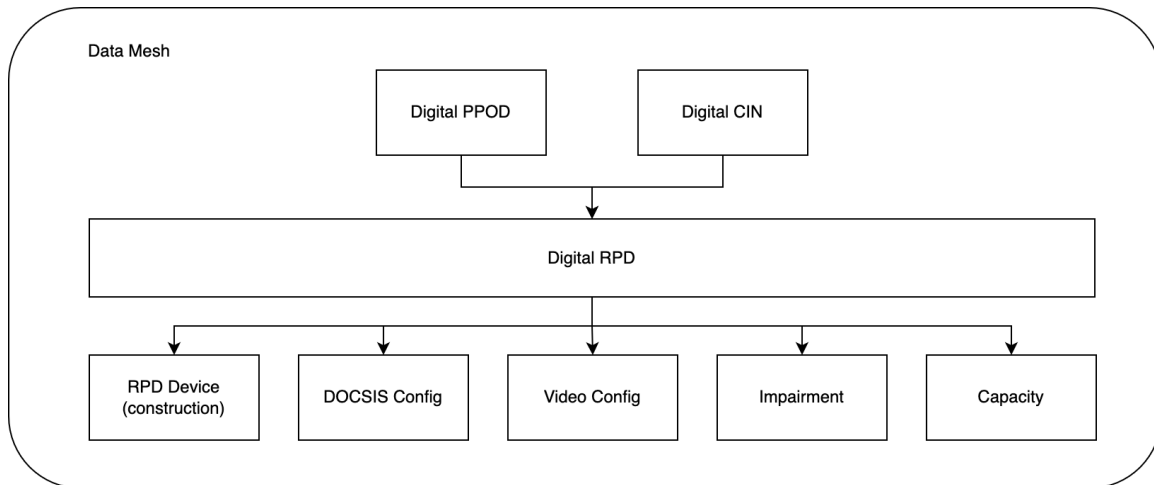 Data Mesh
Digital PPOD
Digital CIN
Digital RPD
RPD Device
(construction)
DOCSIS Config
Video Config
Impairment
Capacity